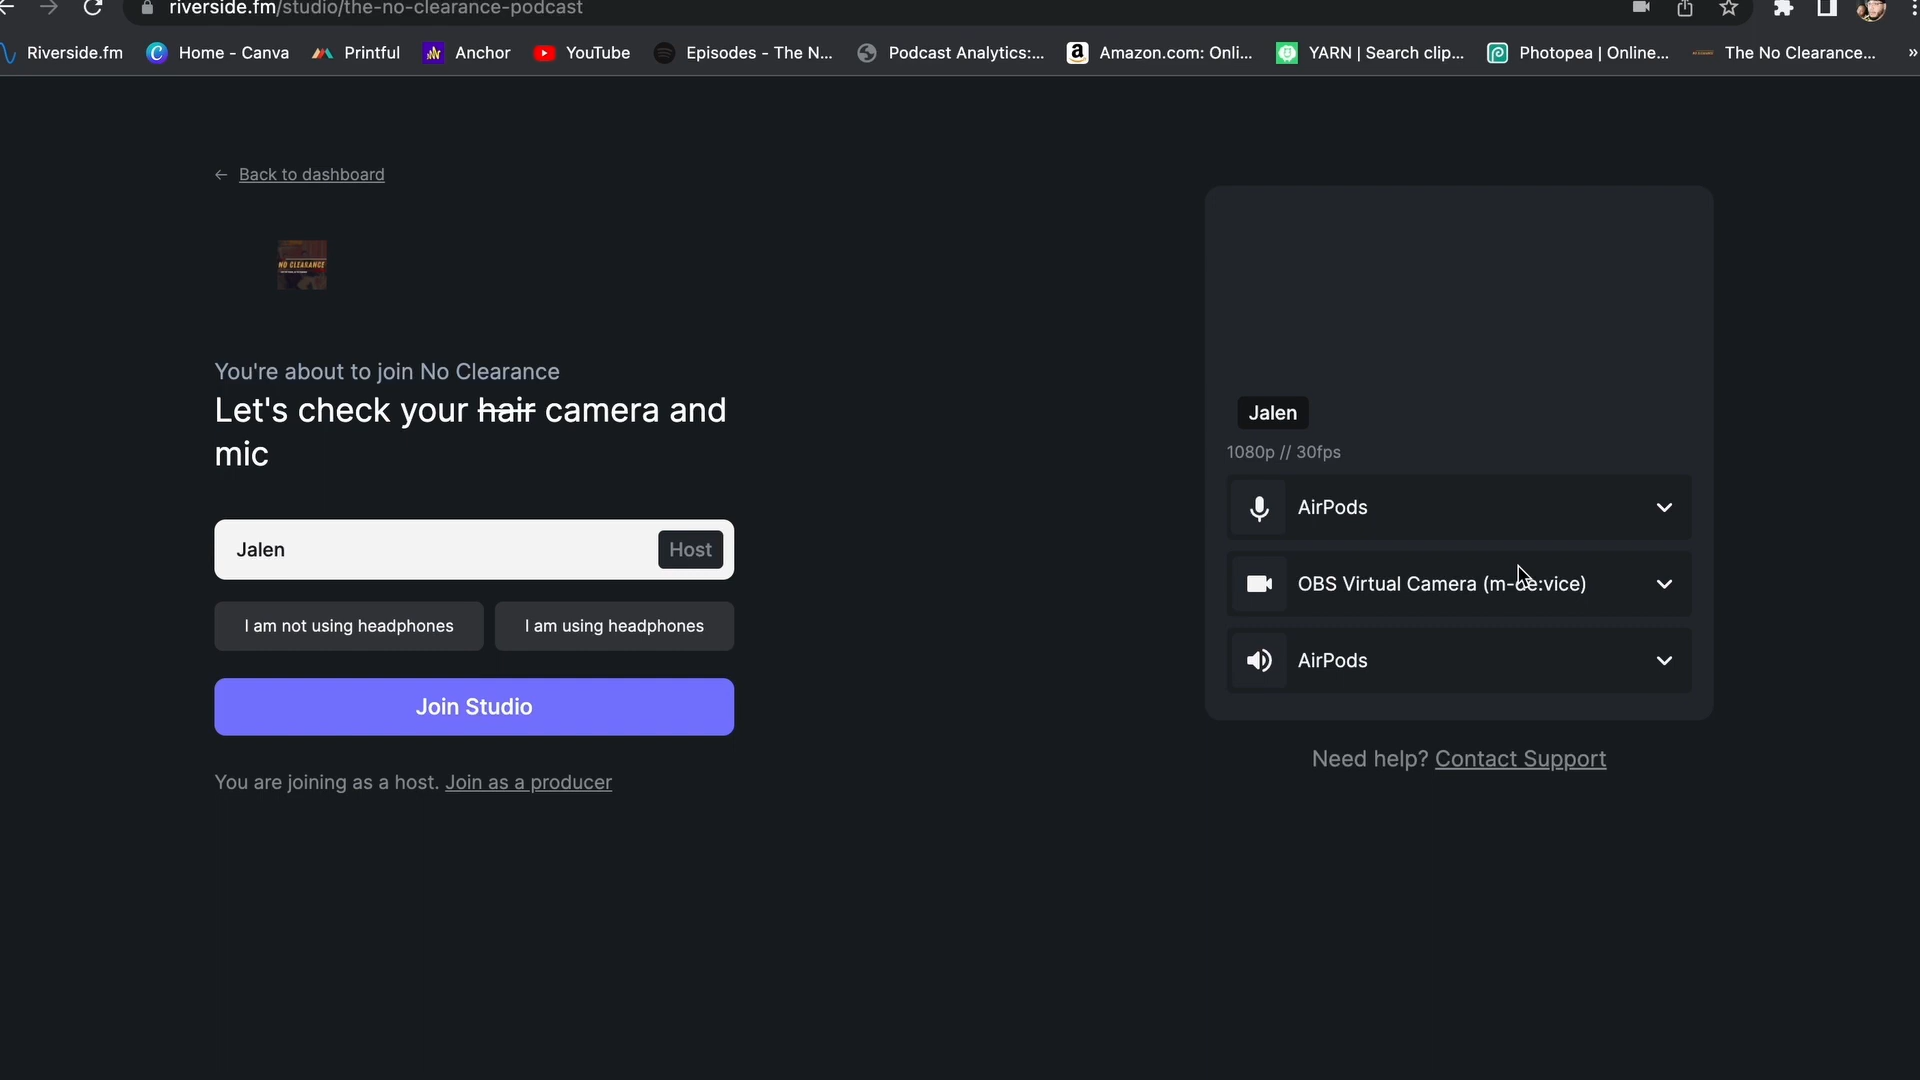 riverside.fm/studio/the-no-clearance-podcast
Riverside.fm
Home - Canva
Printful
Anchor
YouTube
Episodes - The N...
Podcast Analytics:...
Amazon.com: Onli...
YARN | Search clip...
Photopea | Online...
The No Clearance...
»
← Back to dashboard
NO CLEARANCE
You're about to join No Clearance
Let's check your hair camera and
mic
Jalen
Host
I am not using headphones
I am using headphones
Join Studio
You are joining as a host. Join as a producer
Jalen
1080p // 30fps
AirPods
OBS Virtual Camera (m-de:vice)
AirPods
Need help? Contact Support